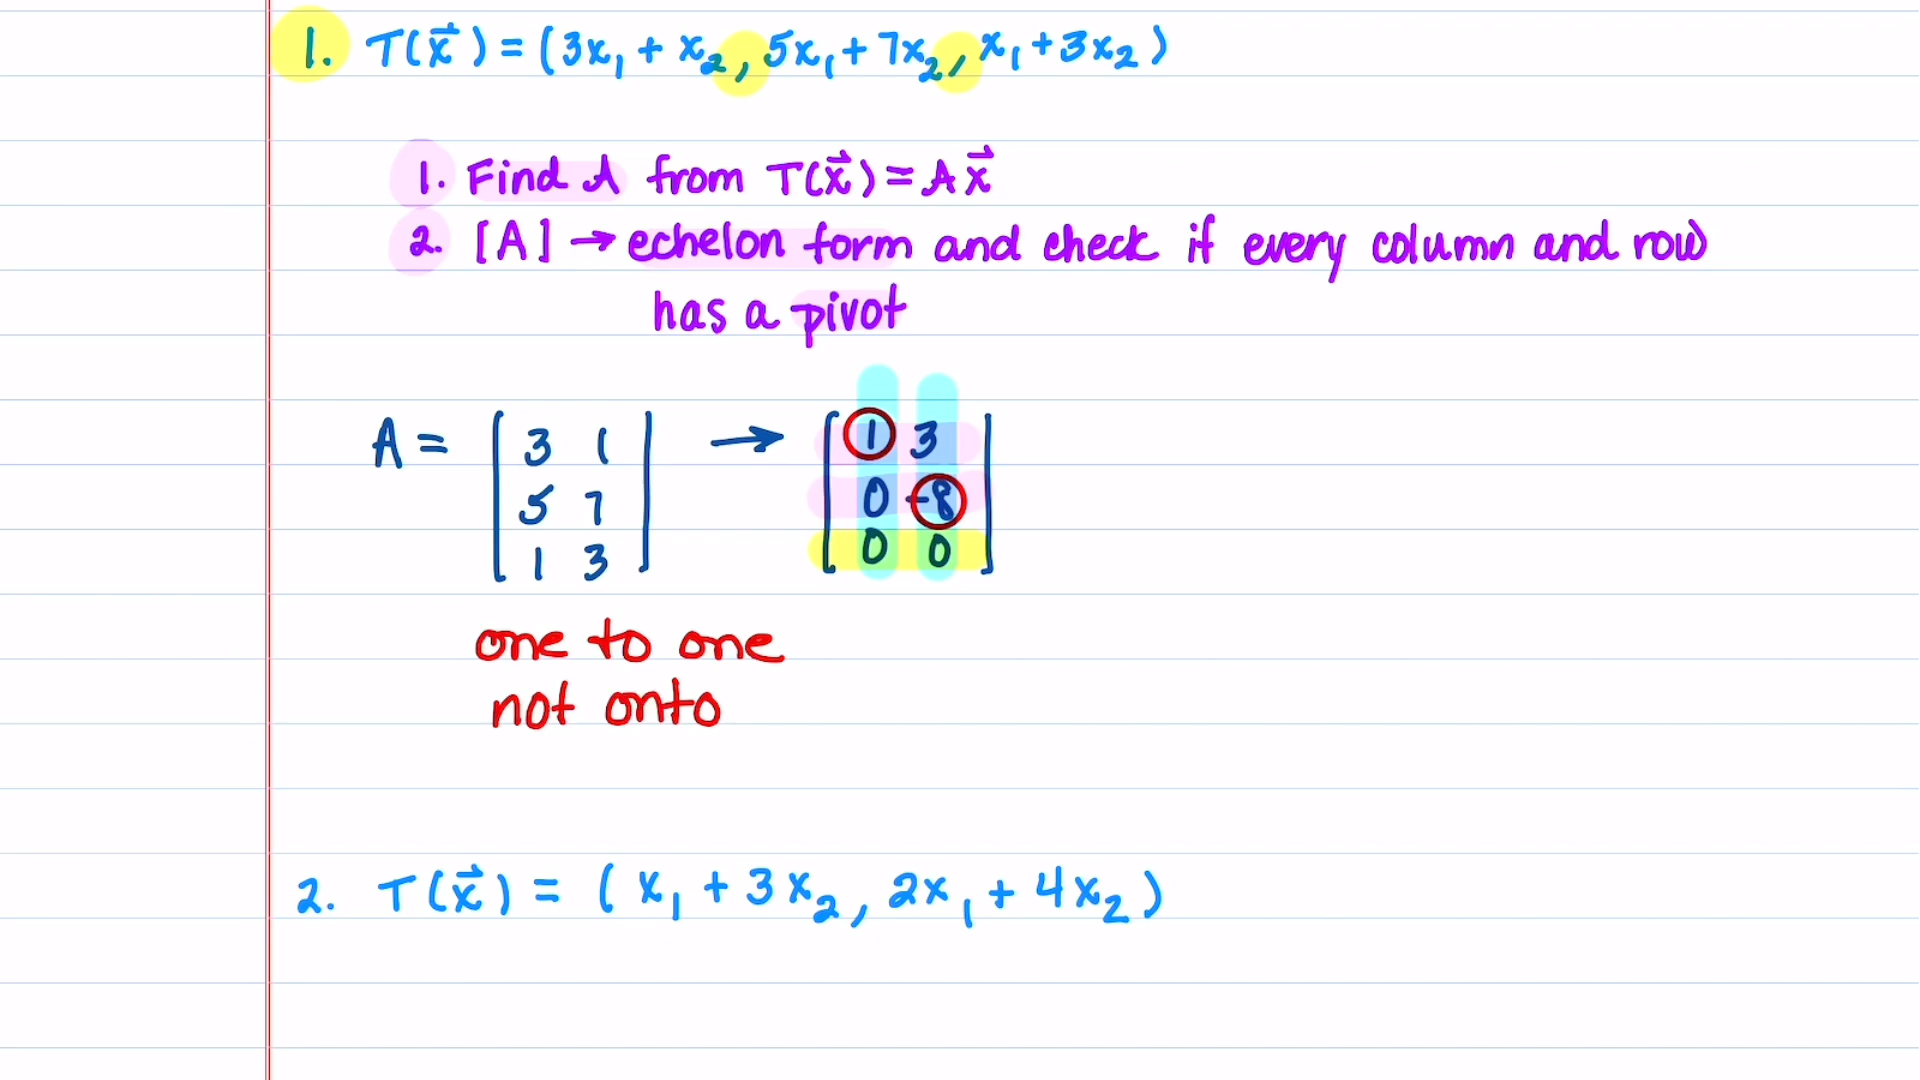 1. T(x⃗) = (3x₁ + x₂, 5x₁ + 7x₂, x₁ + 3x₂)
1. Find A from T(x⃗) = Ax⃗
2. [A] → echelon form and check if every column and row
has a pivot
A = [3 1; 5 7; 1 3] → [1 3; 0 -8; 0 0]
one to one
not onto
2. T(x⃗) = (x₁ + 3x₂, 2x₁ + 4x₂)